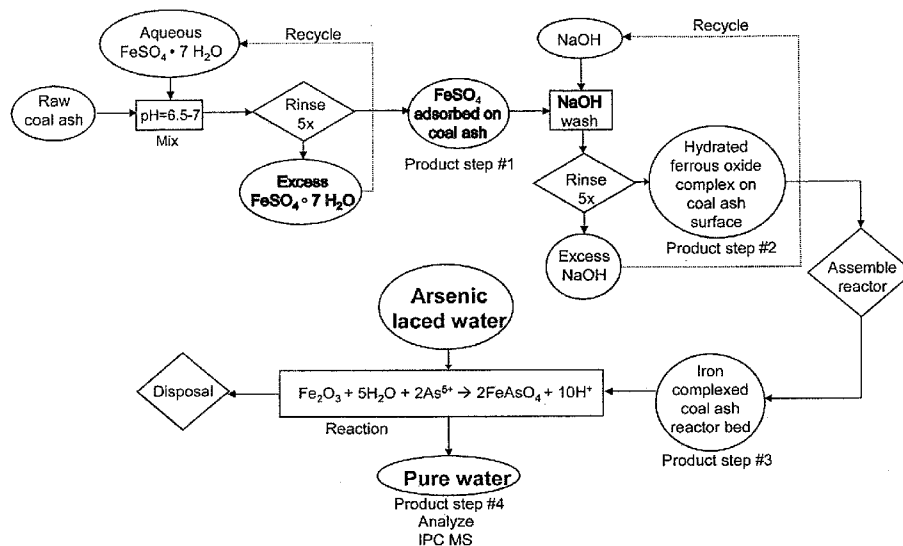 Aqueous
FeSO₄ • 7 H₂O
Recycle
Raw
coal ash
pH=6.5-7
Mix
Rinse
5x
Excess
FeSO₄ ∘ 7 H₂O
FeSO₄
adsorbed on
coal ash
Product step #1
NaOH
Recycle
NaOH
wash
Rinse
5x
Excess
NaOH
Hydrated
ferrous oxide
complex on
coal ash
surface
Product step #2
Assemble
reactor
Arsenic
laced water
Disposal
Fe₂O₃ + 5H₂O + 2As⁵⁺ → 2FeAsO₄ + 10H⁺
Reaction
Iron
complexed
coal ash
reactor bed
Product step #3
Pure water
Product step #4
Analyze
IPC MS